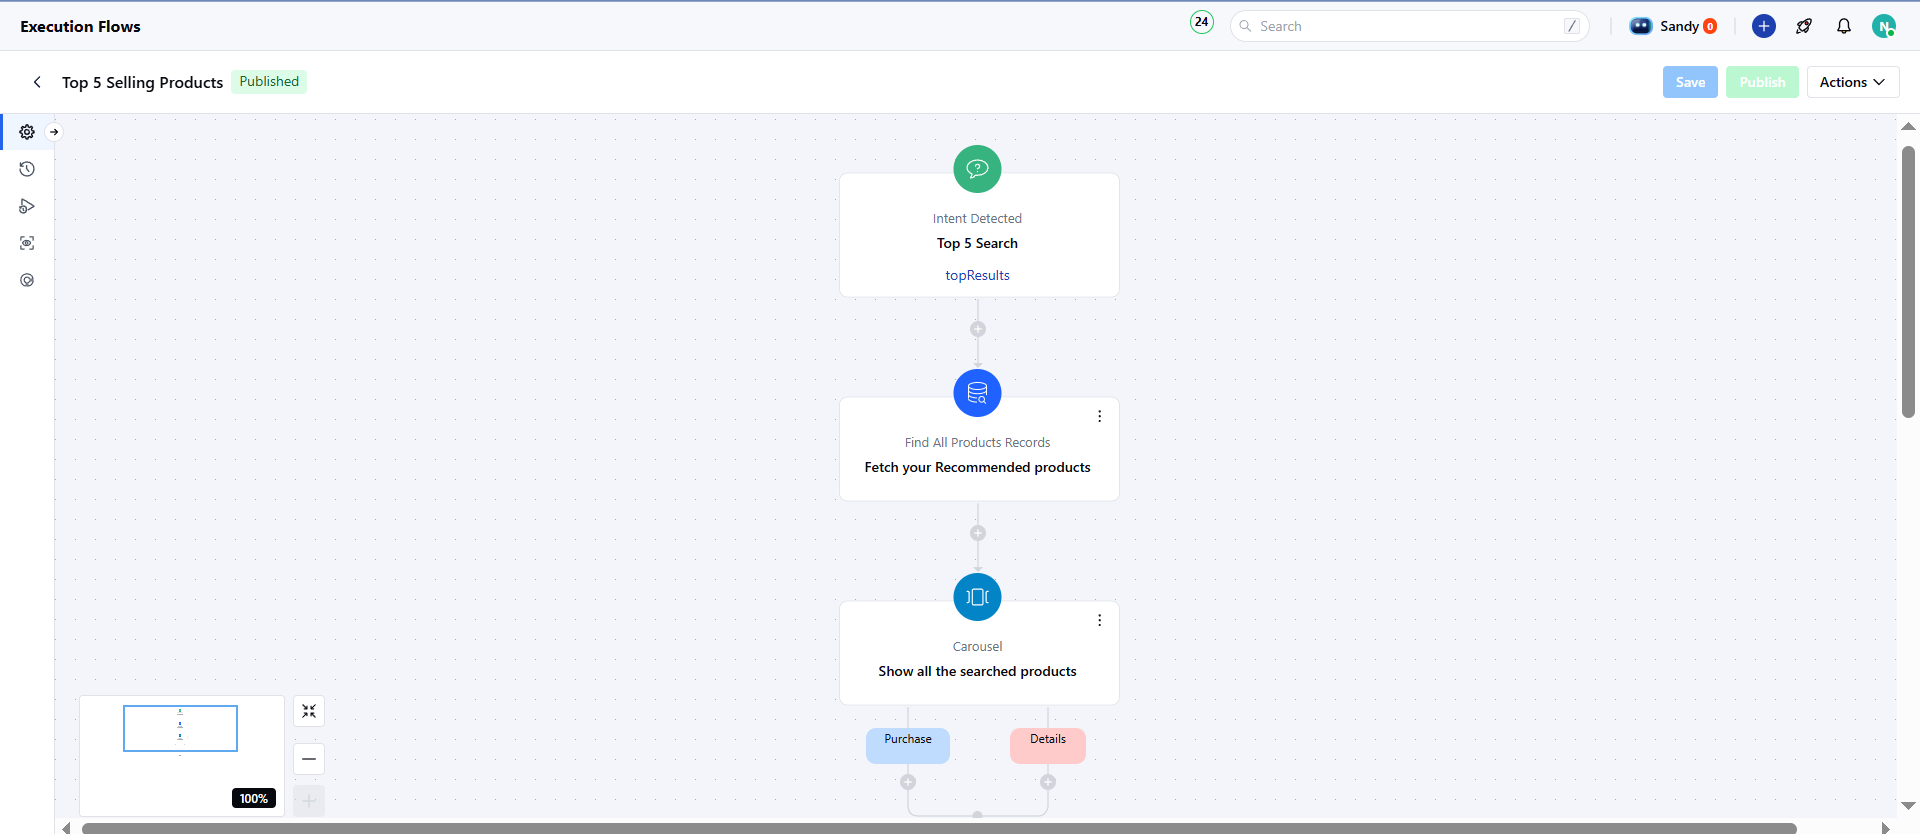 Execution Flows
24
Search
/
Sandy
0
N
Top 5 Selling Products
Published
Save
Publish
Actions
Intent Detected
Top 5 Search
topResults
Find All Products Records
Fetch your Recommended products
Carousel
Show all the searched products
Purchase
Details
100%